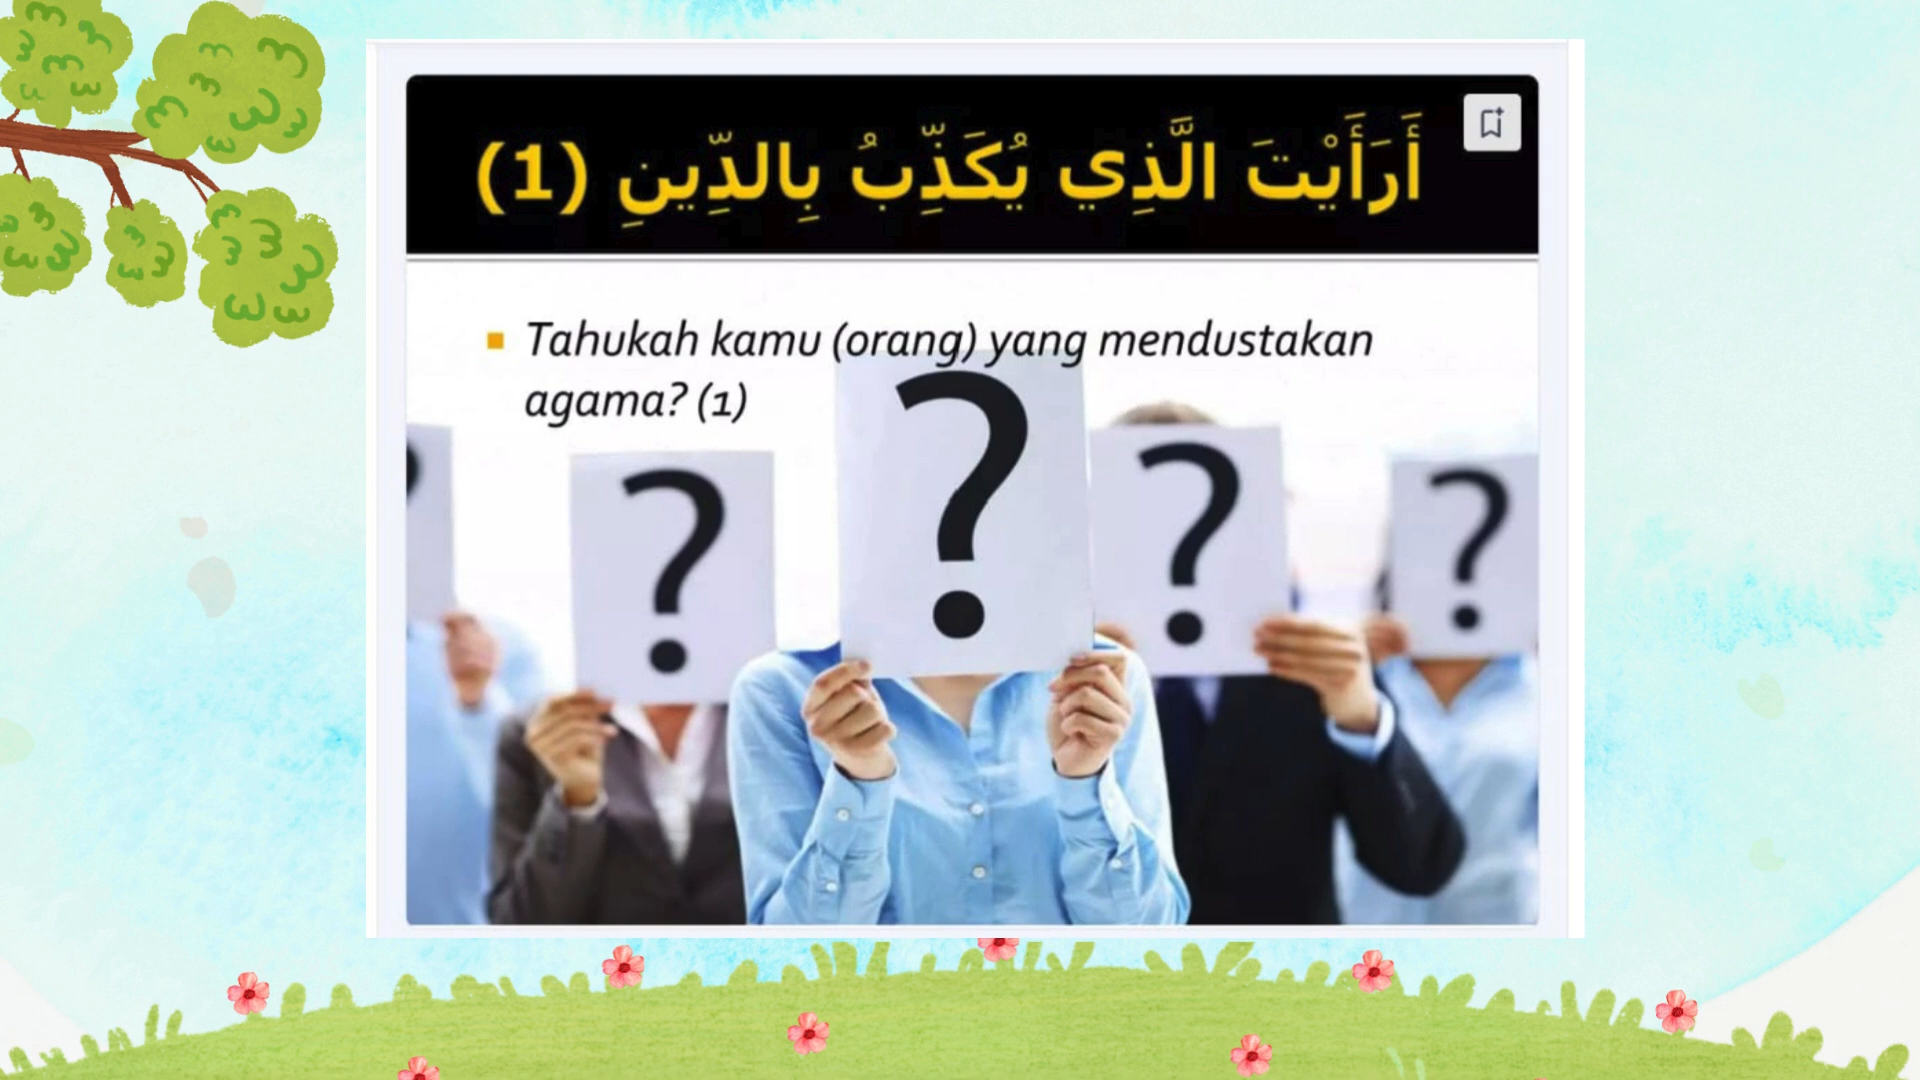 أَرَأَيْتَ الَّذِي يُكَذِّبُ بِالدِّينِ (1)
Tahukah kamu (orang) yang mendustakan
agama? (1)
?
?
?
?
?